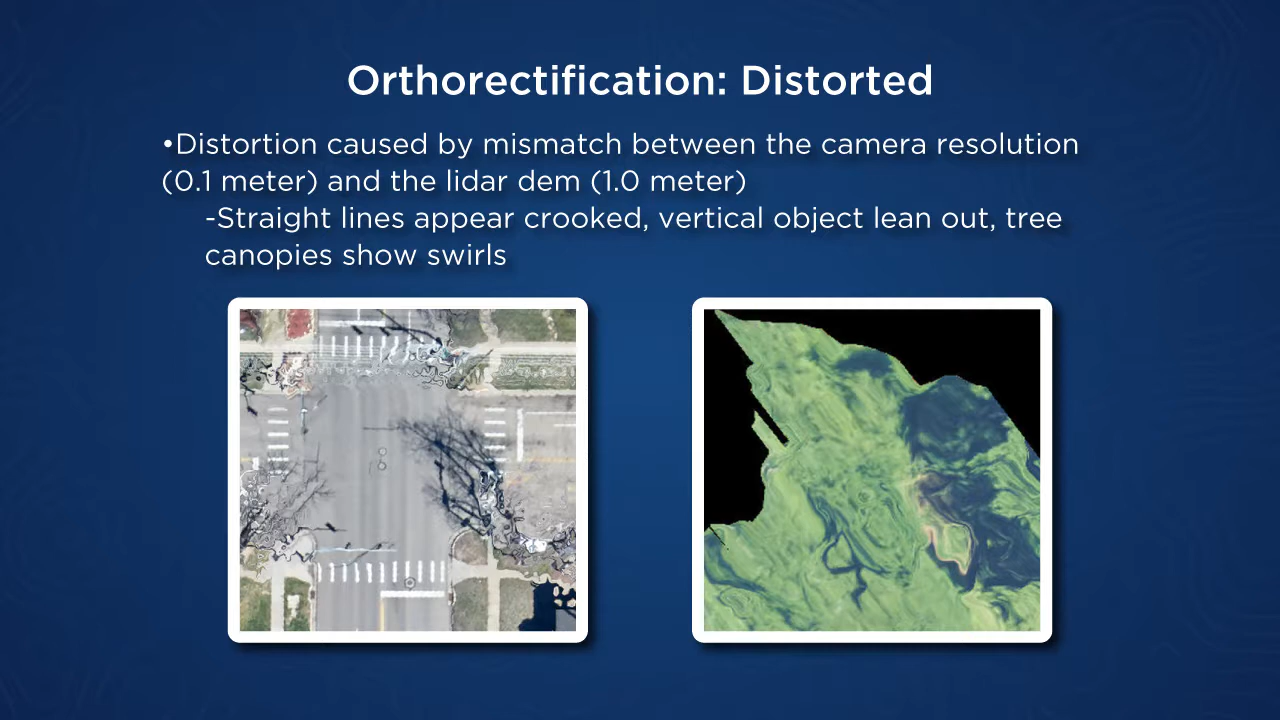 Orthorectification: Distorted
•Distortion caused by mismatch between the camera resolution
(0.1 meter) and the lidar dem (1.0 meter)
-Straight lines appear crooked, vertical object lean out, tree
canopies show swirls